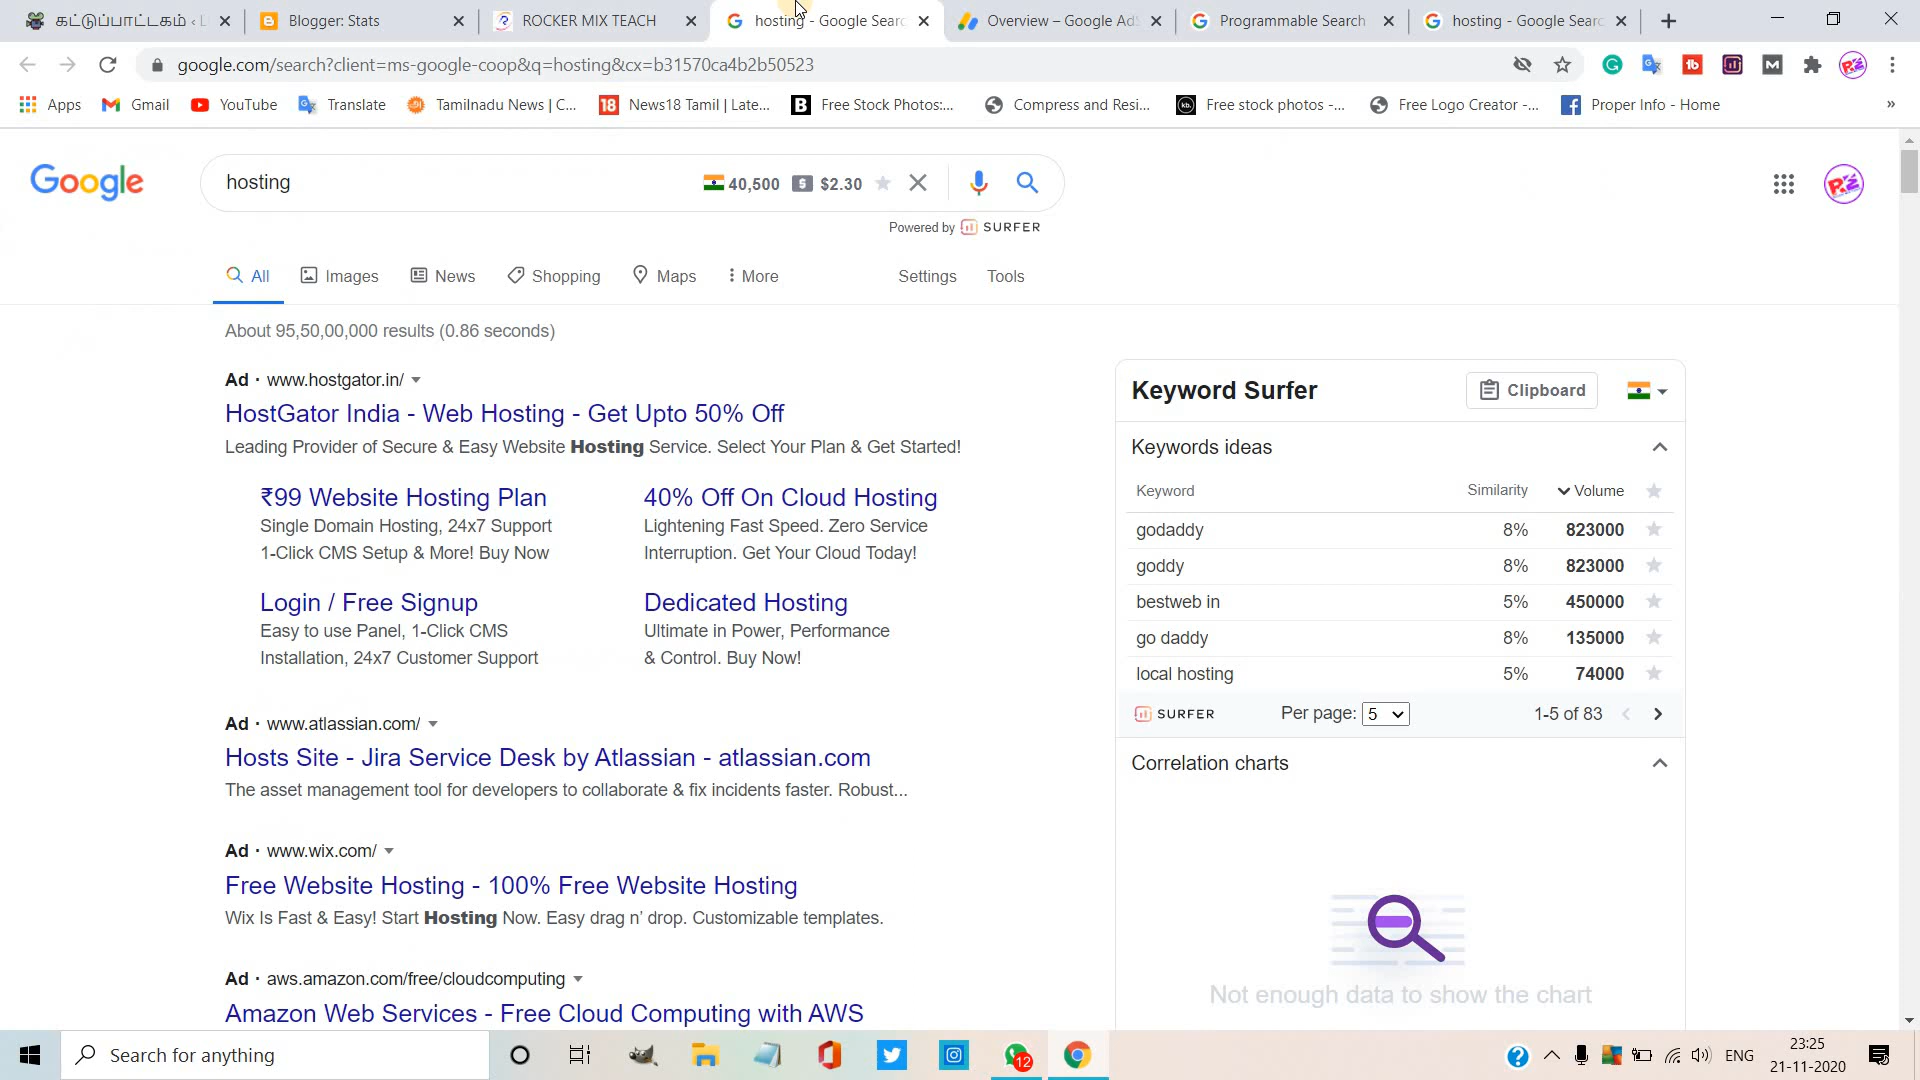 கட்டுப்பாட்டகம் ‹
Blogger: Stats
ROCKER MIX TEACH
hosting - Google Searc
Overview – Google Ad
Programmable Search
hosting - Google Searc
google.com/search?client=ms-google-coop&q=hosting&cx=b31570ca4b2b50523
Apps
Gmail
YouTube
Translate
Tamilnadu News | C...
18 News18 Tamil | Late...
B Free Stock Photos:...
Compress and Resi...
kb. Free stock photos -...
Free Logo Creator -...
Proper Info - Home
»
Google
hosting
40,500 $ $2.30
Powered by SURFER
All
Images
News
Shopping
Maps
More
Settings
Tools
About 95,50,00,000 results (0.86 seconds)
Ad · www.hostgator.in/
HostGator India - Web Hosting - Get Upto 50% Off
Leading Provider of Secure & Easy Website Hosting Service. Select Your Plan & Get Started!
₹99 Website Hosting Plan
Single Domain Hosting, 24x7 Support
1-Click CMS Setup & More! Buy Now
40% Off On Cloud Hosting
Lightening Fast Speed. Zero Service
Interruption. Get Your Cloud Today!
Login / Free Signup
Easy to use Panel, 1-Click CMS
Installation, 24x7 Customer Support
Dedicated Hosting
Ultimate in Power, Performance
& Control. Buy Now!
Ad · www.atlassian.com/
Hosts Site - Jira Service Desk by Atlassian - atlassian.com
The asset management tool for developers to collaborate & fix incidents faster. Robust...
Ad · www.wix.com/
Free Website Hosting - 100% Free Website Hosting
Wix Is Fast & Easy! Start Hosting Now. Easy drag n' drop. Customizable templates.
Ad · aws.amazon.com/free/cloudcomputing
Amazon Web Services - Free Cloud Computing with AWS
Keyword Surfer
Clipboard
Keywords ideas
Keyword Similarity Volume
godaddy 8% 823000
goddy 8% 823000
bestweb in 5% 450000
go daddy 8% 135000
local hosting 5% 74000
SURFER Per page: 5 1-5 of 83
Correlation charts
Not enough data to show the chart
Search for anything
12
ENG
23:25
21-11-2020